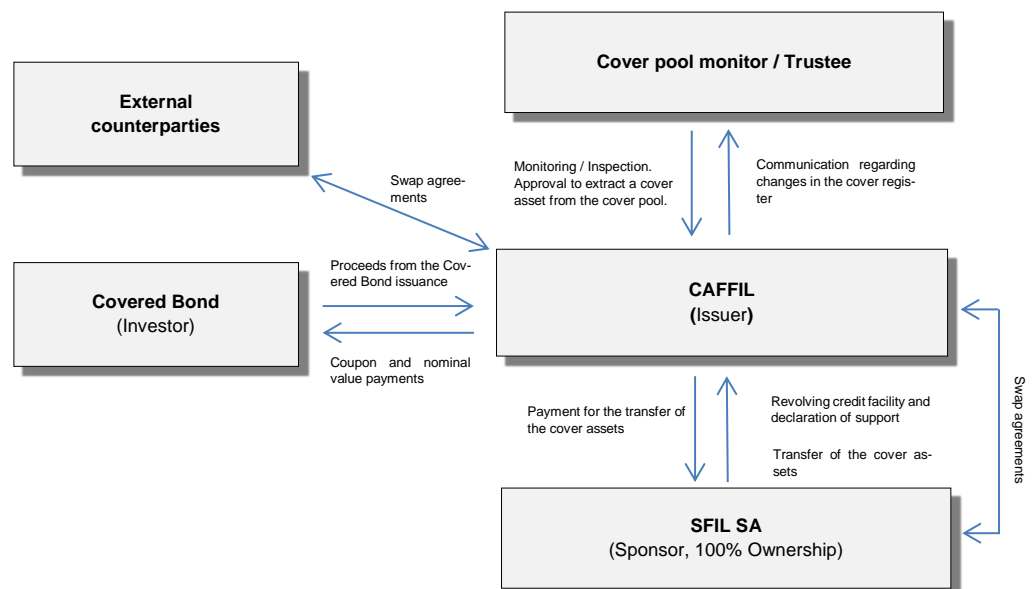 Cover pool monitor / Trustee
External
counterparties
Swap agree-
ments
Monitoring / Inspection.
Approval to extract a cover
asset from the cover pool.
Communication regarding
changes in the cover regis-
ter
Proceeds from the Cov-
ered Bond issuance
Covered Bond
(Investor)
CAFFIL
(Issuer)
Coupon and nominal
value payments
Payment for the transfer of
the cover assets
Revolving credit facility and
declaration of support
Transfer of the cover as-
sets
Swap agreements
SFIL SA
(Sponsor, 100% Ownership)